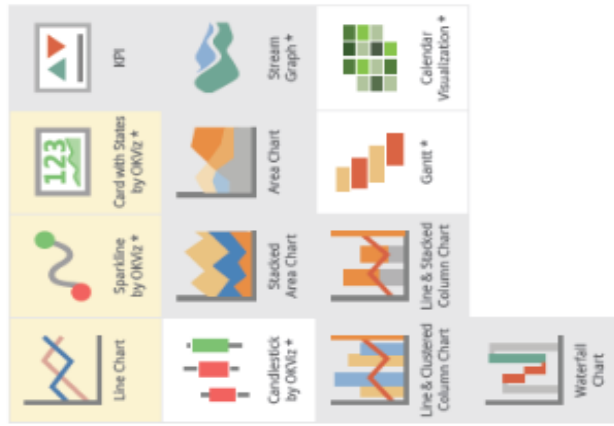 Line Chart
Sparkline
by OKViz *
123
Card with States
by OKViz *
KPI
Candlestick
by OKViz *
Stacked
Area Chart
Area Chart
Stream
Graph *
Line & Clustered
Column Chart
Line & Stacked
Column Chart
Gantt *
Calendar
Visualization *
Waterfall
Chart